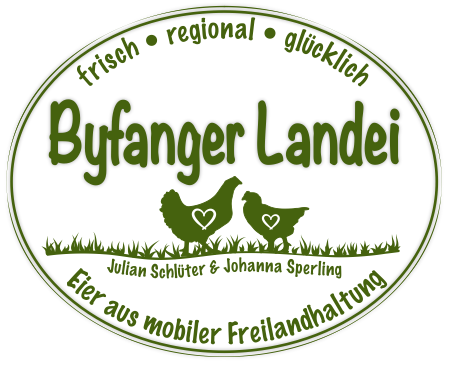 frisch • regional • glücklich
Byfanger Landei
Julian Schlüter & Johanna Sperling
Eier aus mobiler Freilandhaltung